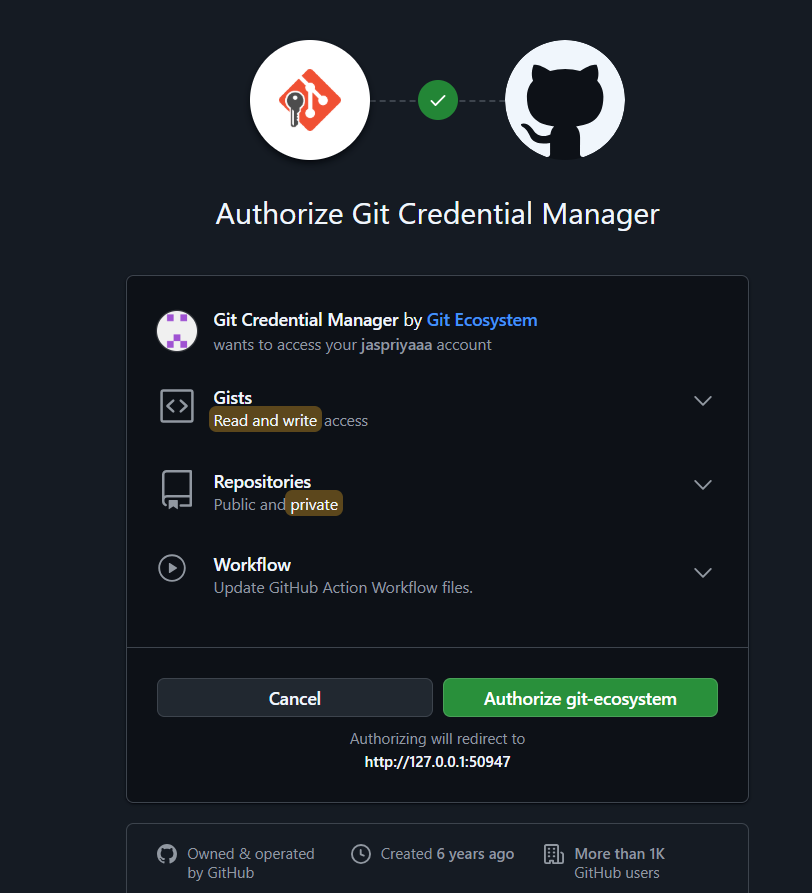 Authorize Git Credential Manager
Git Credential Manager by Git Ecosystem
wants to access your jaspriyaaa account
Gists
Read and write access
Repositories
Public and private
Workflow
Update GitHub Action Workflow files.
Cancel
Authorize git-ecosystem
Authorizing will redirect to
http://127.0.0.1:50947
Owned & operated
by GitHub
Created 6 years ago
More than 1K
GitHub users